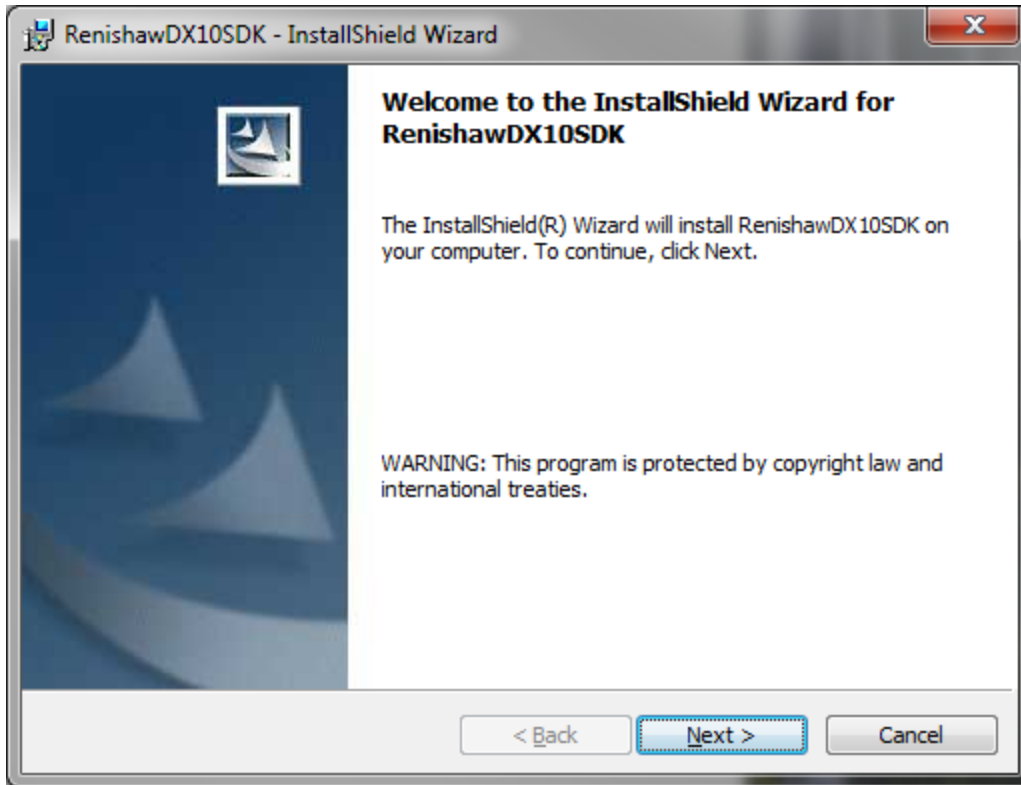 RenishawDX10SDK - InstallShield Wizard
Welcome to the InstallShield Wizard for
RenishawDX10SDK
The InstallShield(R) Wizard will install RenishawDX10SDK on
your computer. To continue, click Next.
WARNING: This program is protected by copyright law and
international treaties.
< Back
Next >
Cancel